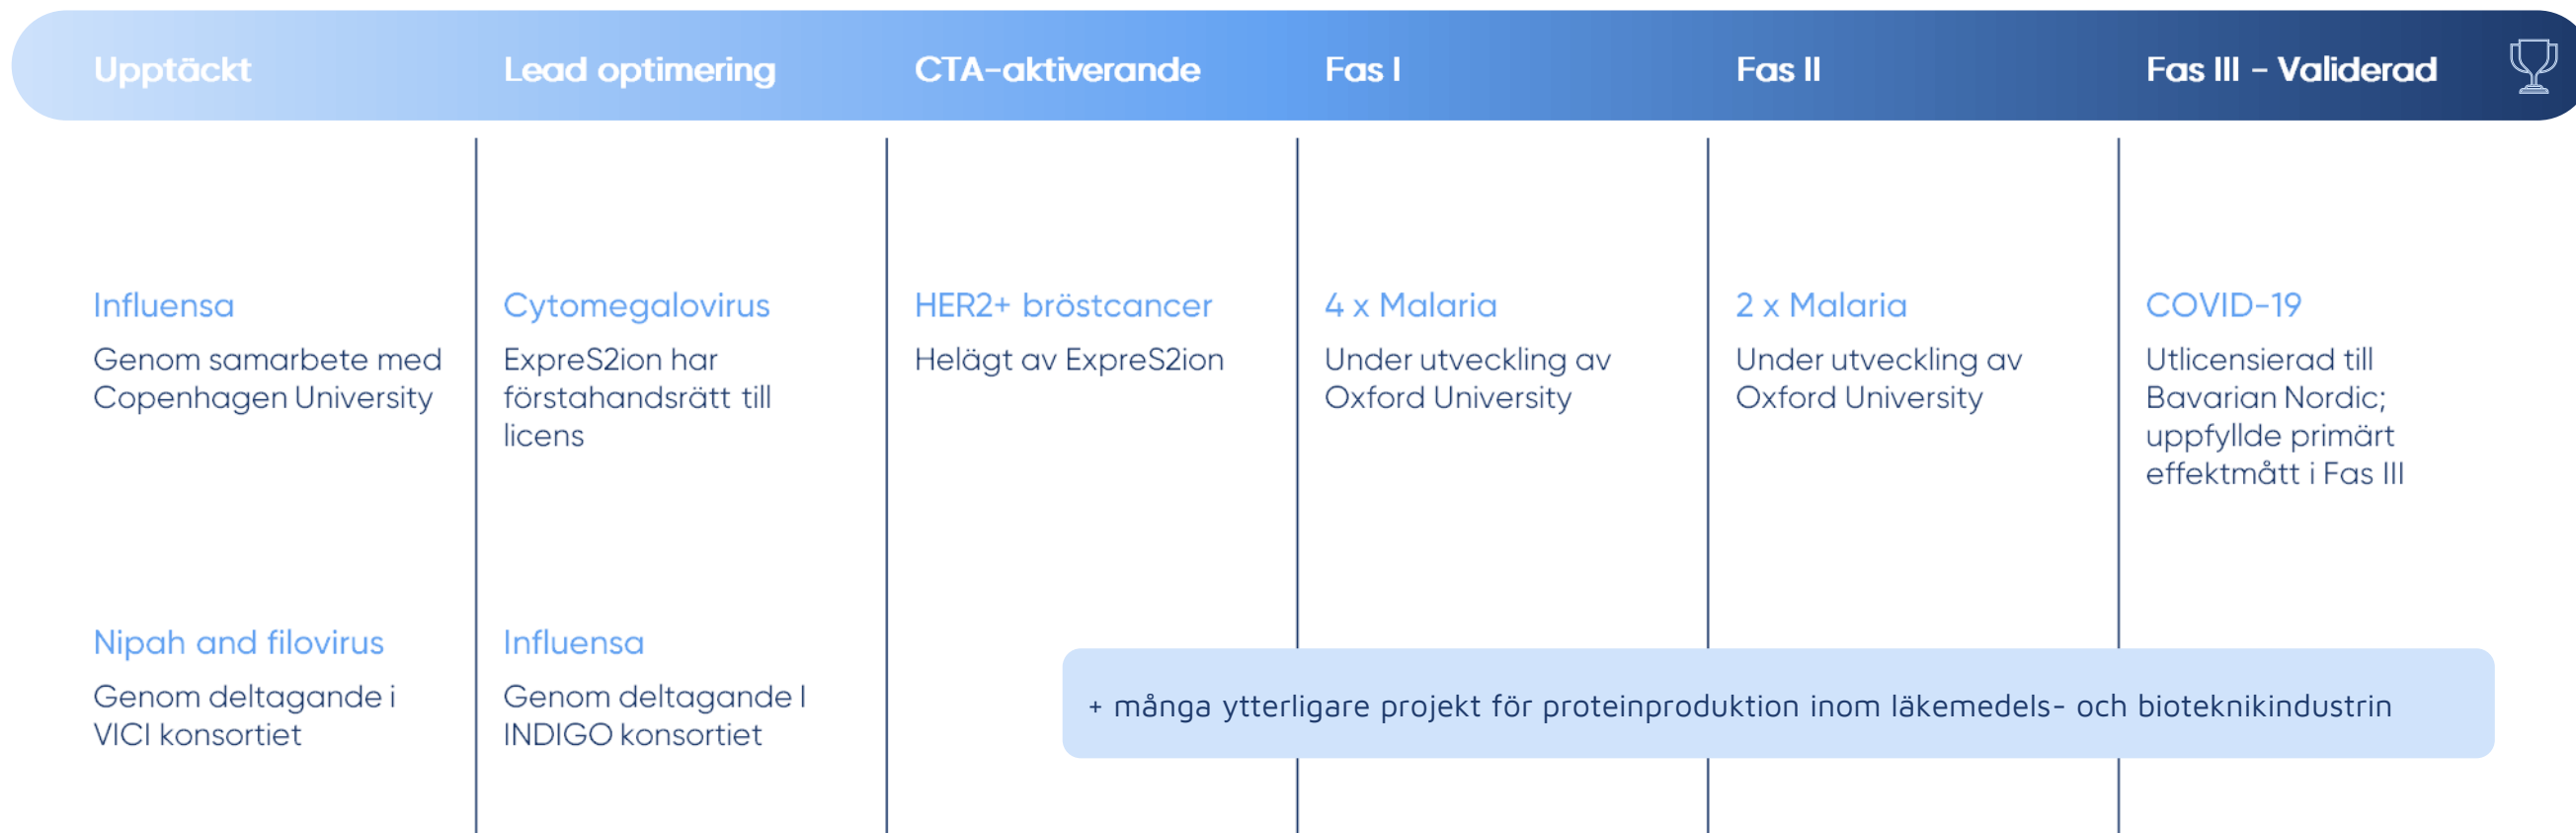 Upptäckt
Lead optimering
CTA-aktiverande
Fas I
Fas II
Fas III - Validerad
Influensa
Genom samarbete med
Copenhagen University
Cytomegalovirus
ExpreS2ion har
förstahandsrätt till
licens
HER2+ bröstcancer
Helägt av ExpreS2ion
4 x Malaria
Under utveckling av
Oxford University
2 x Malaria
Under utveckling av
Oxford University
COVID-19
Utlicensierad till
Bavarian Nordic;
uppfyllde primärt
effektmått i Fas III
Nipah and filovirus
Genom deltagande i
VICI konsortiet
Influensa
Genom deltagande I
INDIGO konsortiet
+ många ytterligare projekt för proteinproduktion inom läkemedels- och bioteknikindustrin